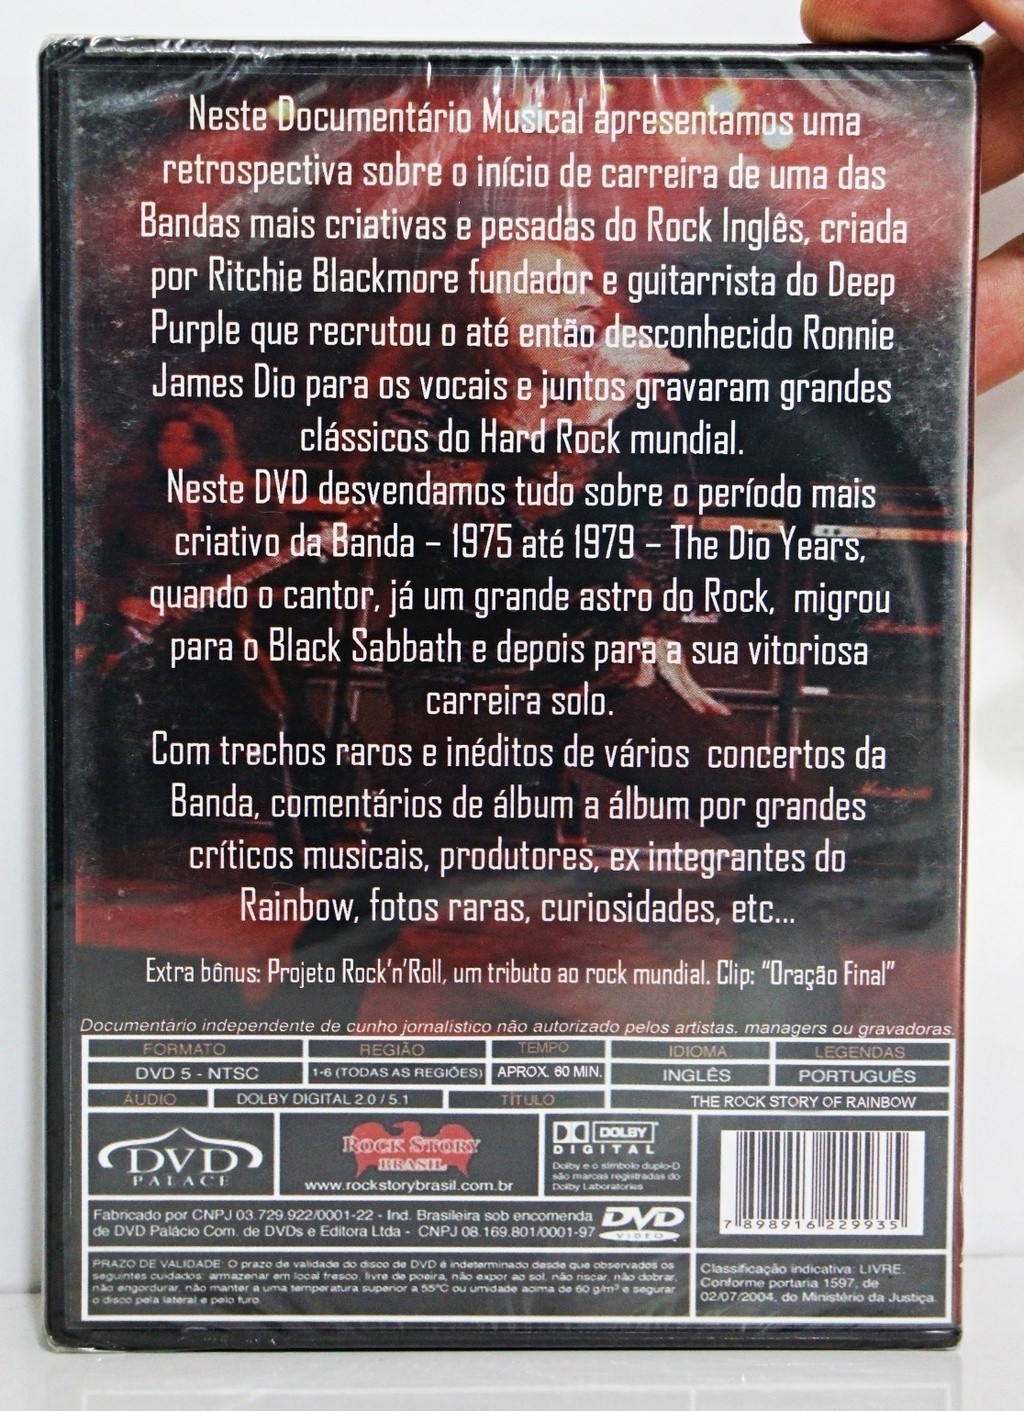 Neste Documentário Musical apresentamos uma
retrospectiva sobre o início de carreira de uma das
Bandas mais criativas e pesadas do Rock Inglês, criada
por Ritchie Blackmore fundador e guitarrista do Deep
Purple que recrutou o até então desconhecido Ronnie
James Dio para os vocais e juntos gravaram grandes
clássicos do Hard Rock mundial.
Neste DVD desvendamos tudo sobre o período mais
criativo da Banda – 1975 até 1979 – The Dio Years,
quando o cantor, já um grande astro do Rock, migrou
para o Black Sabbath e depois para a sua vitoriosa
carreira solo.
Com trechos raros e inéditos de vários concertos da
Banda, comentários de álbum a álbum por grandes
críticos musicais, produtores, ex integrantes do
Rainbow, fotos raras, curiosidades, etc...
Extra bônus: Projeto Rock'n'Roll, um tributo ao rock mundial. Clip: "Oração Final"
Documentário independente de cunho jornalístico não autorizado pelos artistas, managers ou gravadoras.
FORMATO REGIÃO TEMPO IDIOMA LEGENDAS
DVD 5 - NTSC 1-6 (TODAS AS REGIÕES) APROX. 60 MIN. INGLÊS PORTUGUÊS
ÁUDIO DOLBY DIGITAL 2.0 / 5.1 TÍTULO THE ROCK STORY OF RAINBOW
DVD
PALACE
ROCK STORY
BRASIL
www.rockstorybrasil.com.br
DOLBY
DIGITAL
Dolby e o símbolo duplo-D
são marcas registradas do
Dolby Laboratories
7 898916 229935
Fabricado por CNPJ 03.729.922/0001-22 - Ind. Brasileira sob encomenda
de DVD Palácio Com. de DVDs e Editora Ltda - CNPJ 08.169.801/0001-97
DVD
VIDEO
PRAZO DE VALIDADE: O prazo de validade do disco de DVD é indeterminado desde que observados os
seguintes cuidados: armazenar em local fresco, livre de poeira, não expor ao sol, não riscar, não dobrar,
não engordurar, não manter a uma temperatura superior a 55ºC ou umidade acima de 60 g/m³ e segurar
o disco pela lateral e pelo furo.
Classificação indicativa: LIVRE.
Conforme portaria 1597, de
02/07/2004, do Ministério da Justiça.